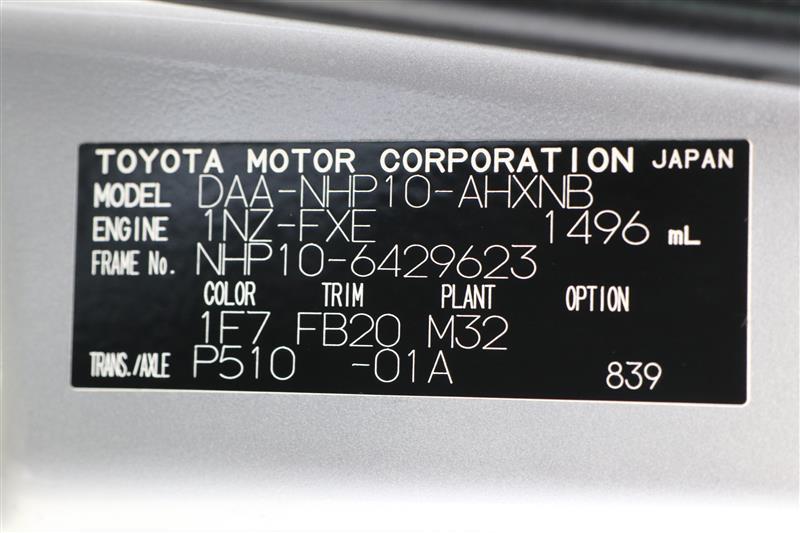 TOYOTA MOTOR CORPORATION JAPAN
MODEL DAA-NHP10-AHXNB
ENGINE 1NZ-FXE 1496 mL
FRAME No. NHP10-6429623
COLOR TRIM PLANT OPTION
1F7 FB20 M32
TRANS./AXLE P510 -01A 839